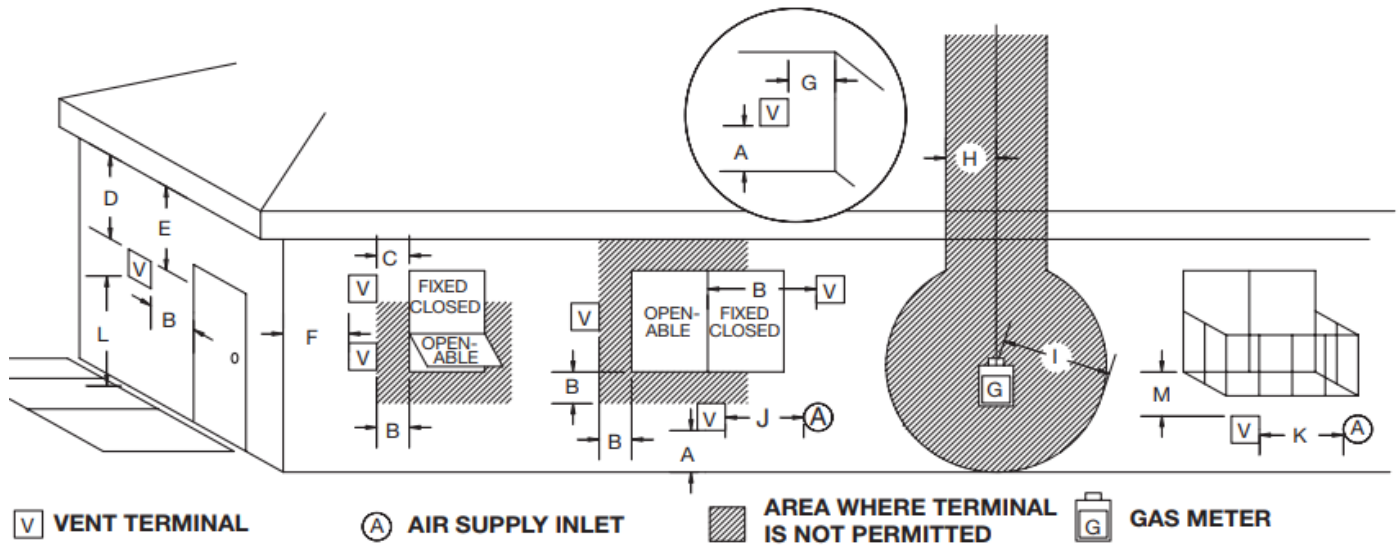 G
V
A
H
D
E
C
V
L
B
F
V
FIXED
CLOSED
V
OPEN-
ABLE
B
V
OPEN-
ABLE
FIXED
CLOSED
B
V
B
B
V
J
A
A
I
G
M
V
K
A
V VENT TERMINAL
A AIR SUPPLY INLET
AREA WHERE TERMINAL
IS NOT PERMITTED
G GAS METER